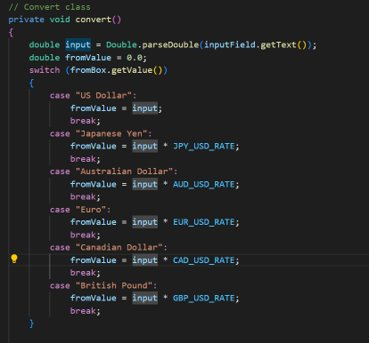 // Convert class
private void convert()
{
double input = Double.parseDouble(inputField.getText());
double fromValue = 0.0;
switch (fromBox.getValue())
{
case "US Dollar":
fromValue = input;
break;
case "Japanese Yen":
fromValue = input * JPY_USD_RATE;
break;
case "Australian Dollar":
fromValue = input * AUD_USD_RATE;
break;
case "Euro":
fromValue = input * EUR_USD_RATE;
break;
case "Canadian Dollar":
fromValue = input * CAD_USD_RATE;
break;
case "British Pound":
fromValue = input * GBP_USD_RATE;
break;
}